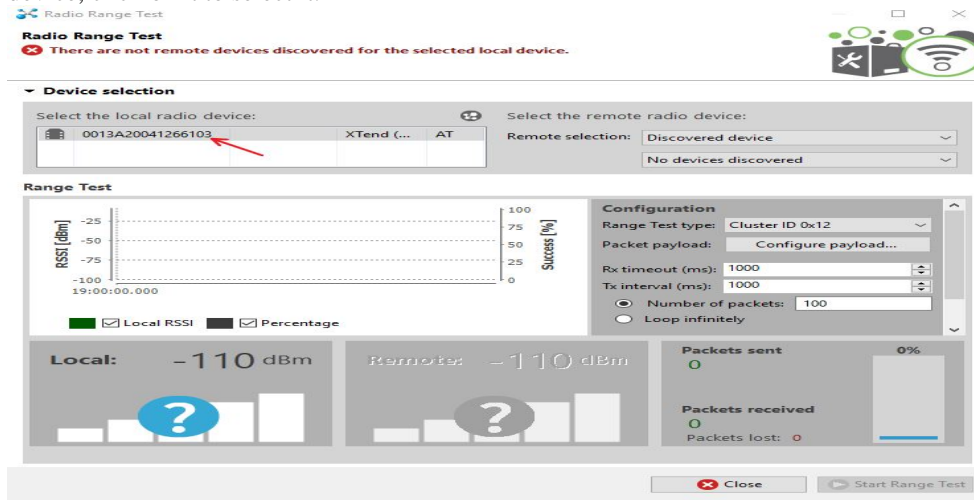 Radio Range Test
Radio Range Test
There are not remote devices discovered for the selected local device.
Device selection
Select the local radio device:
0013A20041266103 XTend (... AT
Select the remote radio device:
Remote selection: Discovered device
No devices discovered
Range Test
RSSI [dBm]
-25
-50
-75
-100
100
75
50
25
0
Success [%]
19:00:00.000
Local RSSI Percentage
Configuration
Range Test type: Cluster ID 0x12
Packet payload: Configure payload...
Rx timeout (ms): 1000
Tx interval (ms): 1000
Number of packets: 100
Loop infinitely
Local: -110 dBm
Remote: -110 dBm
Packets sent 0%
0
Packets received
0
Packets lost: 0
Close Start Range Test